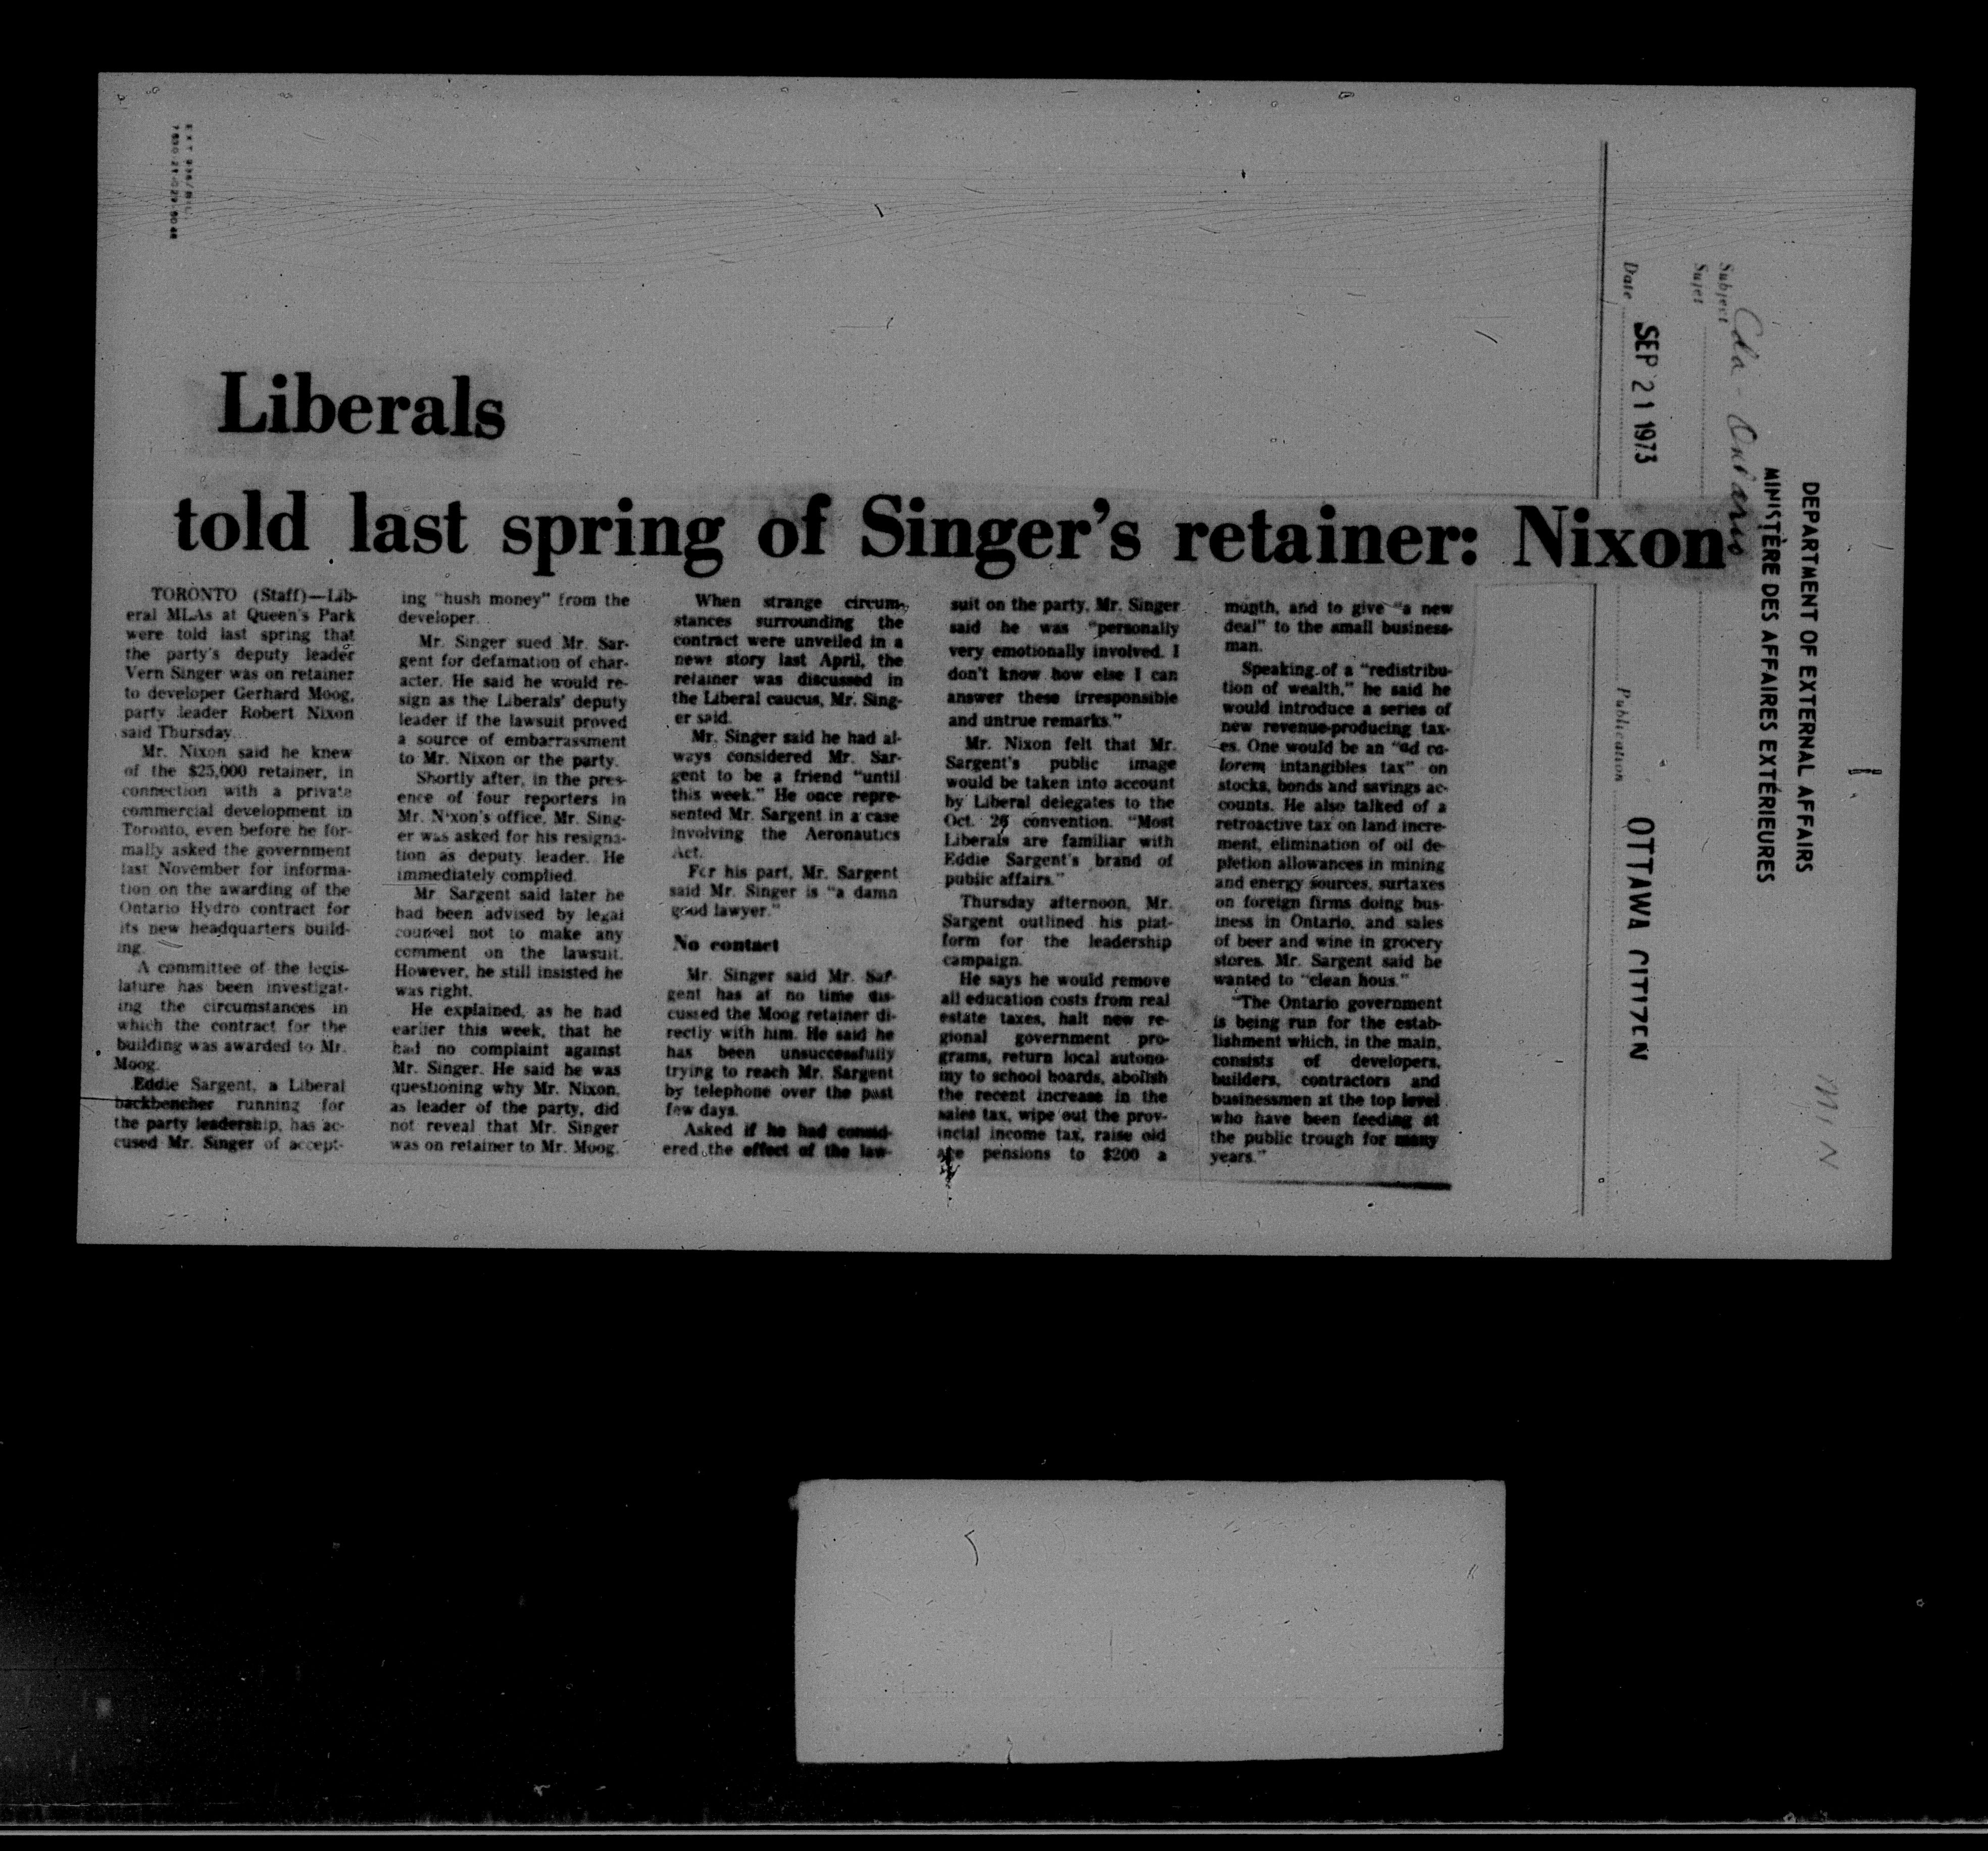 Liberals
told last spring of Singer's retainer: Nixon
TORONTO (Staff)—Lib-
eral MLAs at Queen's Park
were told last spring that
the party's deputy leader
Vern Singer was on retainer
to developer Gerhard Moog,
party leader Robert Nixon
said Thursday.
Mr. Nixon said he knew
of the $25,000 retainer, in
connection with a private
commercial development in
Toronto, even before he for-
mally asked the government
last November for informa-
tion on the awarding of the
Ontario Hydro contract for
its new headquarters build-
ing.
A committee of the legis-
lature has been investigat-
ing the circumstances in
which the contract for the
building was awarded to Mr.
Moog.
Eddie Sargent, a Liberal
backbencher running for
the party leadership, has ac-
cused Mr. Singer of accept-
ing "hush money" from the
developer.
Mr. Singer sued Mr. Sar-
gent for defamation of char-
acter. He said he would re-
sign as the Liberals' deputy
leader if the lawsuit proved
a source of embarrassment
to Mr. Nixon or the party.
Shortly after, in the pres-
ence of four reporters in
Mr. Nixon's office, Mr. Sing-
er was asked for his resigna-
tion as deputy leader. He
immediately complied.
Mr. Sargent said later he
had been advised by legal
counsel not to make any
comment on the lawsuit.
However, he still insisted he
was right.
He explained, as he had
earlier this week, that he
had no complaint against
Mr. Singer. He said he was
questioning why Mr. Nixon,
as leader of the party, did
not reveal that Mr. Singer
was on retainer to Mr. Moog.
When strange circum-
stances surrounding the
contract were unveiled in a
news story last April, the
retainer was discussed in
the Liberal caucus, Mr. Sing-
er said.
Mr. Singer said he had al-
ways considered Mr. Sar-
gent to be a friend "until
this week." He once repre-
sented Mr. Sargent in a case
involving the Aeronautics
Act.
For his part, Mr. Sargent
said Mr. Singer is "a damn
good lawyer."
No contact
Mr. Singer said Mr. Sar-
gent has at no time dis-
cussed the Moog retainer di-
rectly with him. He said he
has been unsuccessfully
trying to reach Mr. Sargent
by telephone over the past
few days.
Asked if he had consid-
ered the effect of the law-
suit on the party, Mr. Singer
said he was "personally
very emotionally involved. I
don't know how else I can
answer these irresponsible
and untrue remarks."
Mr. Nixon felt that Mr.
Sargent's public image
would be taken into account
by Liberal delegates to the
Oct. 26 convention. "Most
Liberals are familiar with
Eddie Sargent's brand of
public affairs."
Thursday afternoon, Mr.
Sargent outlined his plat-
form for the leadership
campaign.
He says he would remove
all education costs from real
estate taxes, halt new re-
gional government pro-
grams, return local autono-
my to school boards, abolish
the recent increase in the
sales tax, wipe out the prov-
incial income tax, raise old
age pensions to $200 a
month, and to give "a new
deal" to the small business-
man.
Speaking of a "redistribu-
tion of wealth," he said he
would introduce a series of
new revenue-producing tax-
es. One would be an "ad va-
lorem intangibles tax" on
stocks, bonds and savings ac-
counts. He also talked of a
retroactive tax on land incre-
ment, elimination of oil de-
pletion allowances in mining
and energy sources, surtaxes
on foreign firms doing bus-
iness in Ontario, and sales
of beer and wine in grocery
stores. Mr. Sargent said he
wanted to "clean hous."
"The Ontario government
is being run for the estab-
lishment which, in the main,
consists of developers,
builders, contractors and
businessmen at the top level
who have been feeding at
the public trough for many
years."
DEPARTMENT OF EXTERNAL AFFAIRS
MINISTÈRE DES AFFAIRES EXTÉRIEURES
Subject Cda - Ontario
Sujet
Date SEP 21 1973
Publication OTTAWA CITIZEN